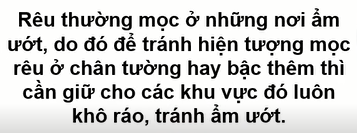 Rêu thường mọc ở những nơi ẩm
ướt, do đó để tránh hiện tượng mọc
rêu ở chân tường hay bậc thêm thì
cần giữ cho các khu vực đó luôn
khô ráo, tránh ẩm ướt.